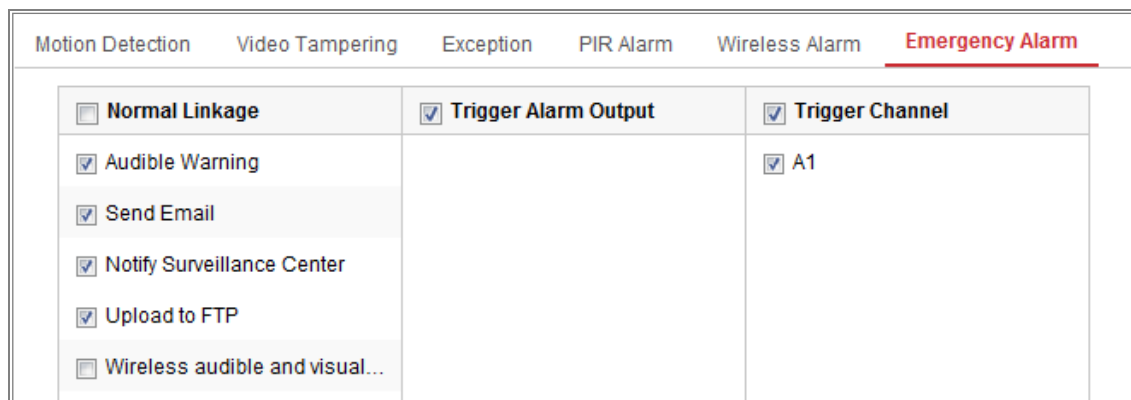 Motion Detection Video Tampering Exception PIR Alarm Wireless Alarm Emergency Alarm
Normal Linkage Trigger Alarm Output Trigger Channel
Audible Warning A1
Send Email
Notify Surveillance Center
Upload to FTP
Wireless audible and visual...